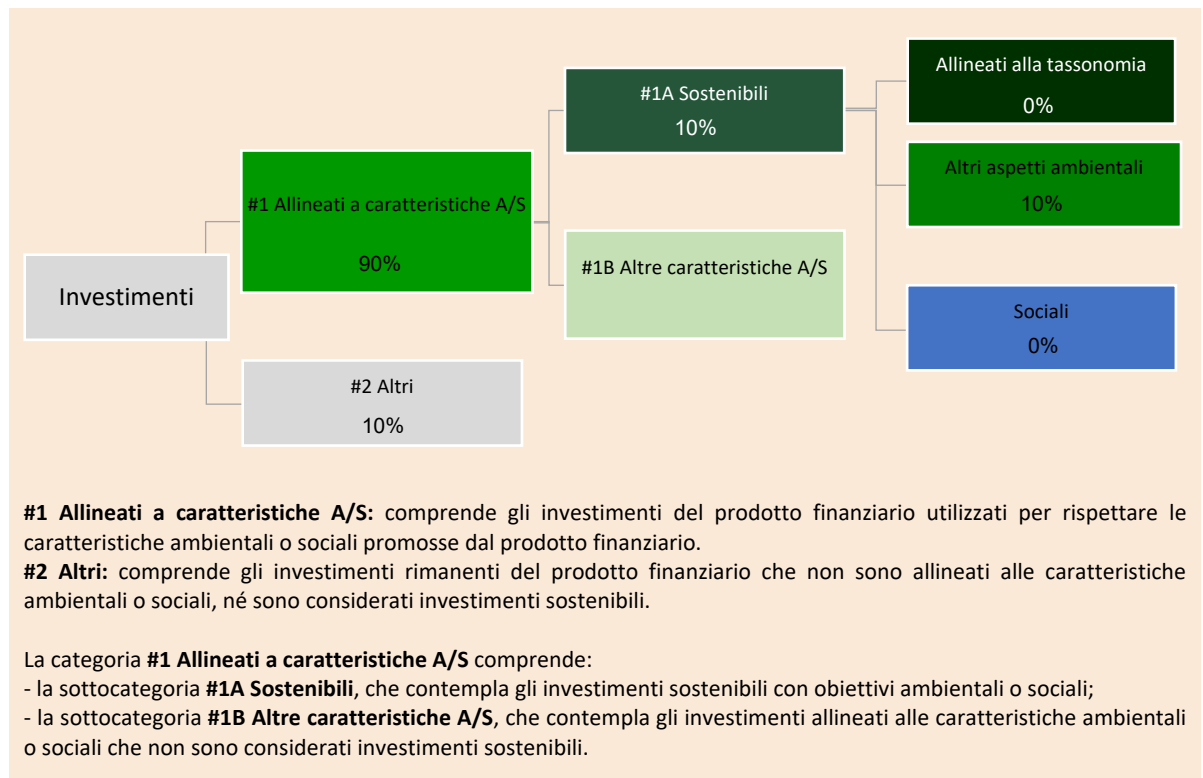 Investimenti
#1 Allineati a caratteristiche A/S
90%
#2 Altri
10%
#1A Sostenibili
10%
#1B Altre caratteristiche A/S
Allineati alla tassonomia
0%
Altri aspetti ambientali
10%
Sociali
0%
#1 Allineati a caratteristiche A/S: comprende gli investimenti del prodotto finanziario utilizzati per rispettare le
caratteristiche ambientali o sociali promosse dal prodotto finanziario.
#2 Altri: comprende gli investimenti rimanenti del prodotto finanziario che non sono allineati alle caratteristiche
ambientali o sociali, né sono considerati investimenti sostenibili.
La categoria #1 Allineati a caratteristiche A/S comprende:
- la sottocategoria #1A Sostenibili, che contempla gli investimenti sostenibili con obiettivi ambientali o sociali;
- la sottocategoria #1B Altre caratteristiche A/S, che contempla gli investimenti allineati alle caratteristiche ambientali
o sociali che non sono considerati investimenti sostenibili.